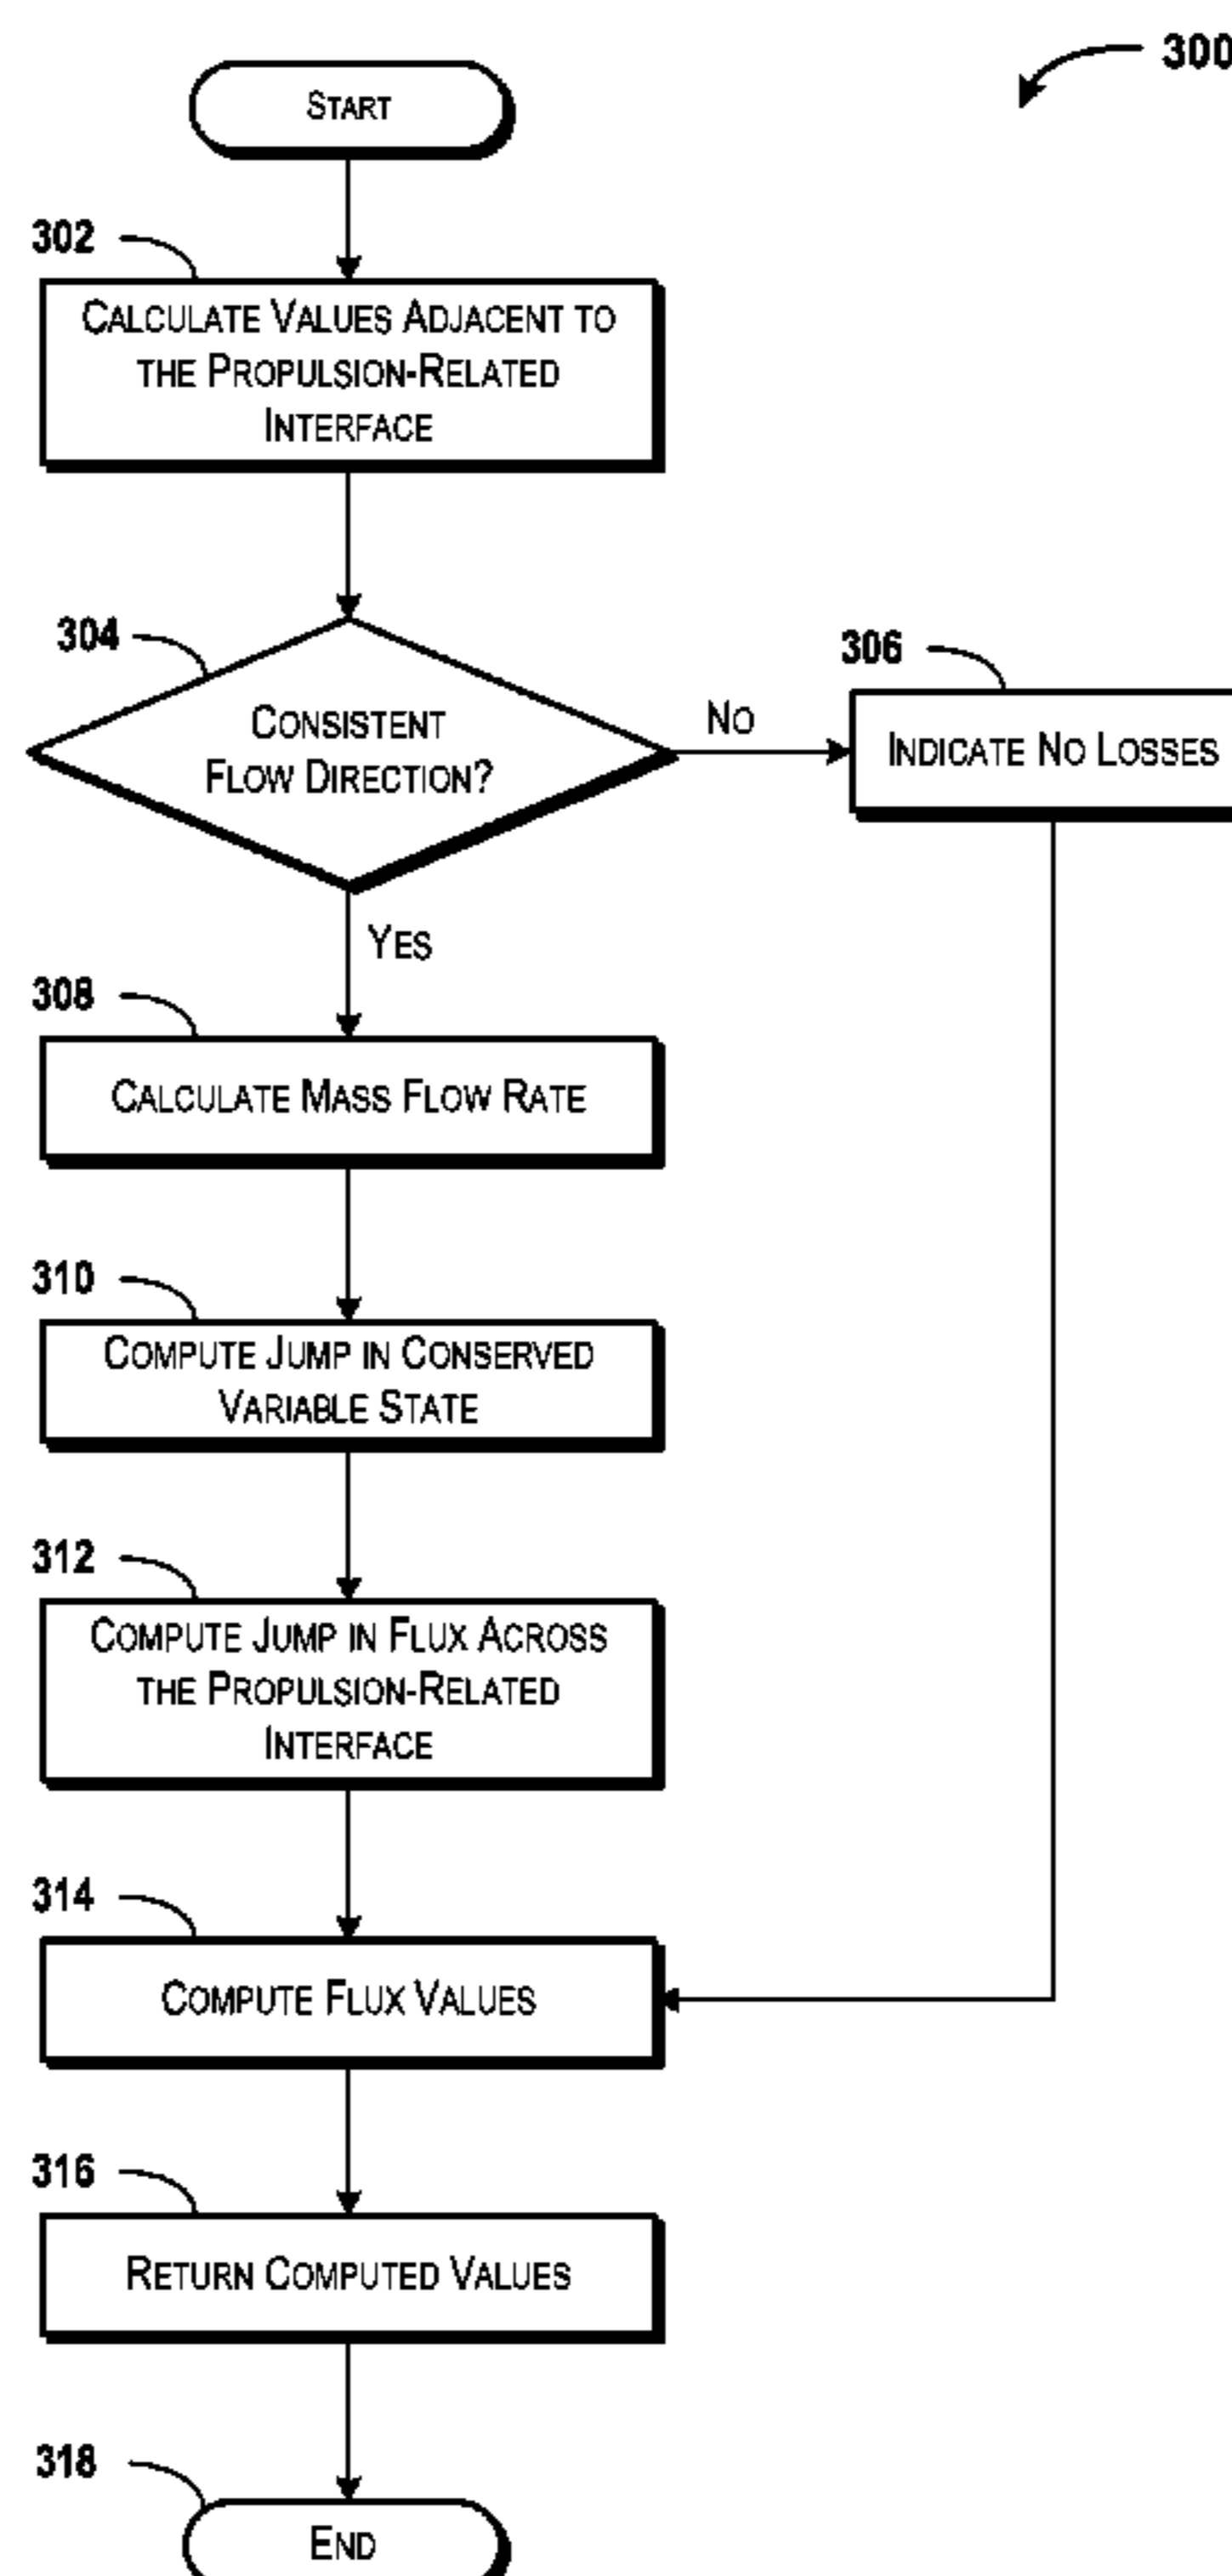 300
START
302
CALCULATE VALUES ADJACENT TO
THE PROPULSION-RELATED
INTERFACE
304
CONSISTENT
FLOW DIRECTION?
NO
306
INDICATE NO LOSSES
YES
308
CALCULATE MASS FLOW RATE
310
COMPUTE JUMP IN CONSERVED
VARIABLE STATE
312
COMPUTE JUMP IN FLUX ACROSS
THE PROPULSION-RELATED
INTERFACE
314
COMPUTE FLUX VALUES
316
RETURN COMPUTED VALUES
318
END